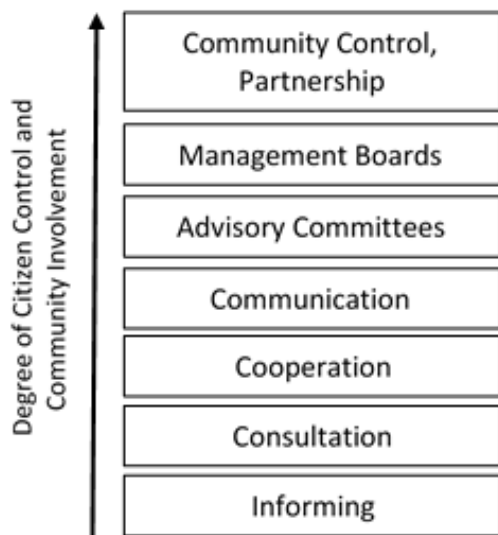 Degree of Citizen Control and
Community Involvement
Community Control,
Partnership
Management Boards
Advisory Committees
Communication
Cooperation
Consultation
Informing